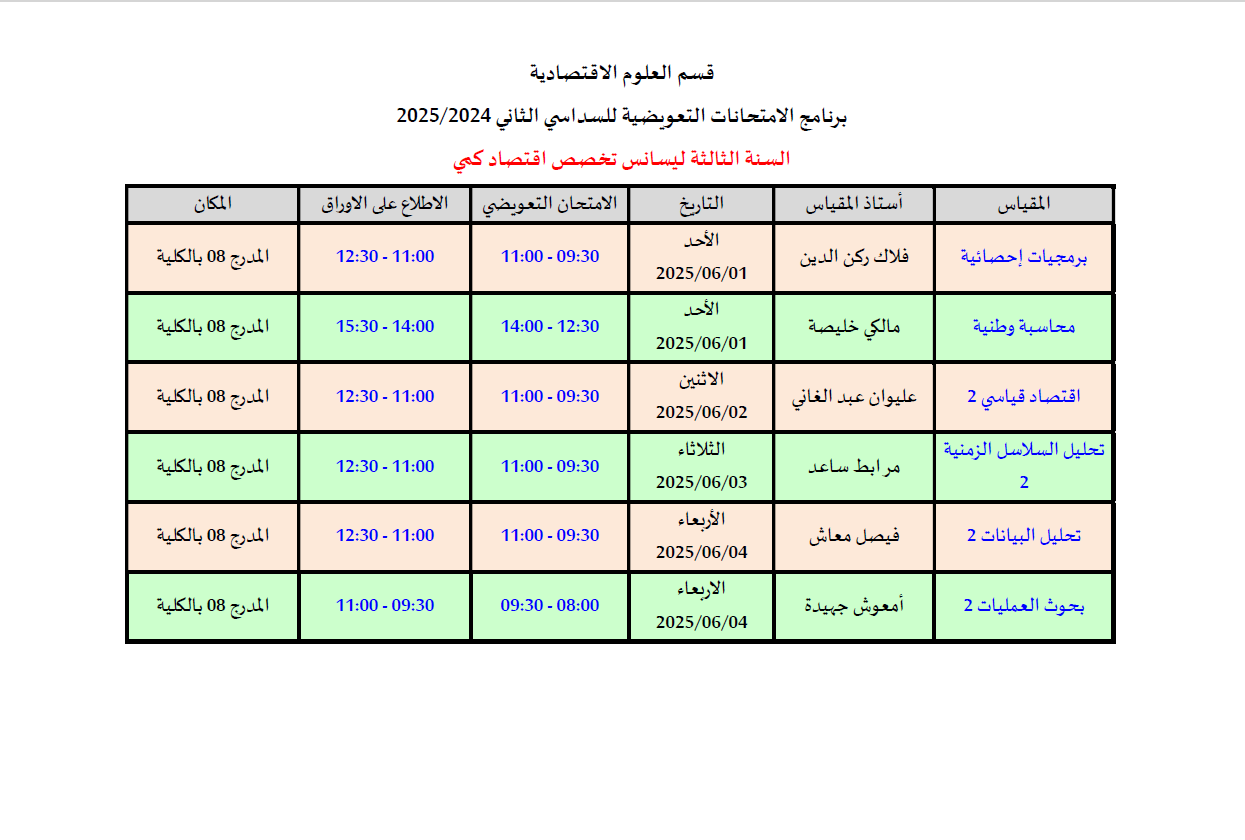 قسم العلوم الاقتصادية
برنامج الامتحانات التعويضية للسداسي الثاني 2025/2024
السنة الثالثة ليسانس تخصص اقتصاد كمي
المقياس أستاذ المقياس التاريخ الامتحان التعويضي الاطلاع على الاوراق المكان
برمجيات إحصائية فلاك ركن الدين الأحد 2025/06/01 09:30 - 11:00 11:00 - 12:30 المدرج 08 بالكلية
محاسبة وطنية مالكي خليصة الأحد 2025/06/01 12:30 - 14:00 14:00 - 15:30 المدرج 08 بالكلية
اقتصاد قياسي 2 عليوان عبد الغاني الاثنين 2025/06/02 09:30 - 11:00 11:00 - 12:30 المدرج 08 بالكلية
تحليل السلاسل الزمنية 2 مرابط ساعد الثلاثاء 2025/06/03 09:30 - 11:00 11:00 - 12:30 المدرج 08 بالكلية
تحليل البيانات 2 فيصل معاش الأربعاء 2025/06/04 09:30 - 11:00 11:00 - 12:30 المدرج 08 بالكلية
بحوث العمليات 2 أمعوش جهيدة الاربعاء 2025/06/04 08:00 - 09:30 09:30 - 11:00 المدرج 08 بالكلية